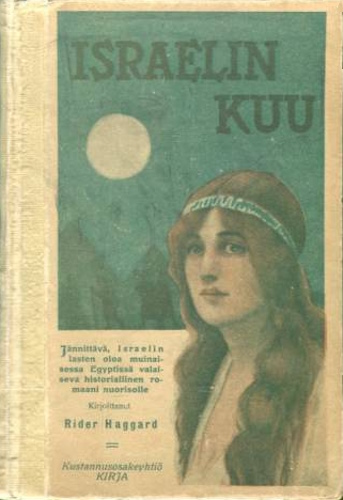 ISRAELIN
KUU
Jännittävä, Israelin
lasten oloa muinai-
sessa Egyptissä valai-
seva historiallinen ro-
maani nuorisolle
Kirjoittanut
Rider Haggard
Kustannusosakeyhtiö
KIRJA